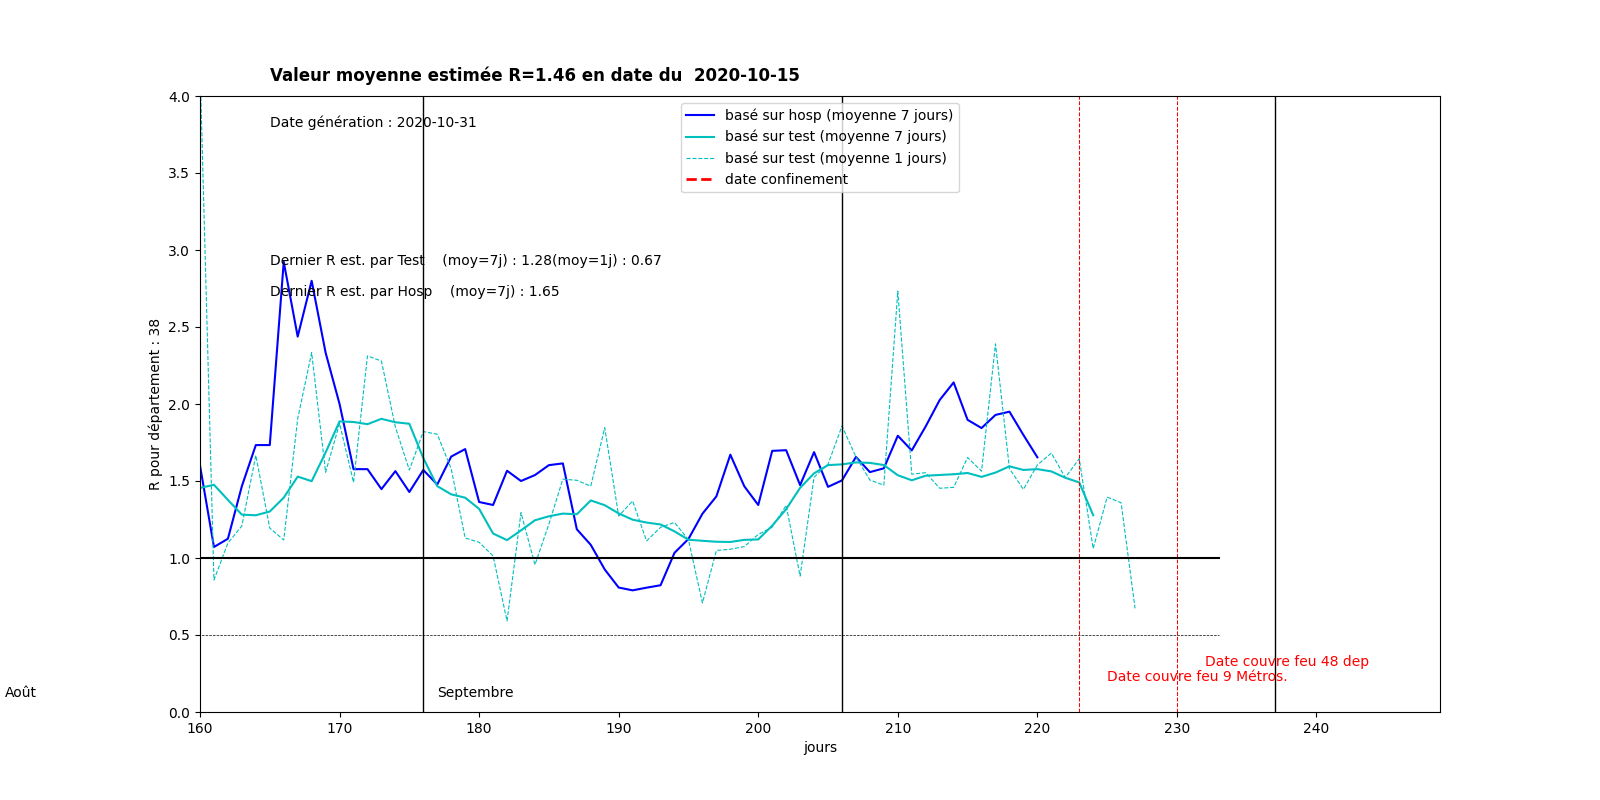 Valeur moyenne estimée R=1.46 en date du  2020-10-15
4.0
Date génération : 2020-10-31
basé sur hosp (moyenne 7 jours)
basé sur test (moyenne 7 jours)
basé sur test (moyenne 1 jours)
date confinement
3.5
3.0
Dernier R est. par Test    (moy=7j) : 1.28(moy=1j) : 0.67
Dernier R est. par Hosp    (moy=7j) : 1.65
R pour département : 38
2.5
2.0
1.5
1.0
0.5
Date couvre feu 48 dep
Date couvre feu 9 Métros.
Août
Septembre
0.0
160 170 180 190 200 210 220 230 240
jours